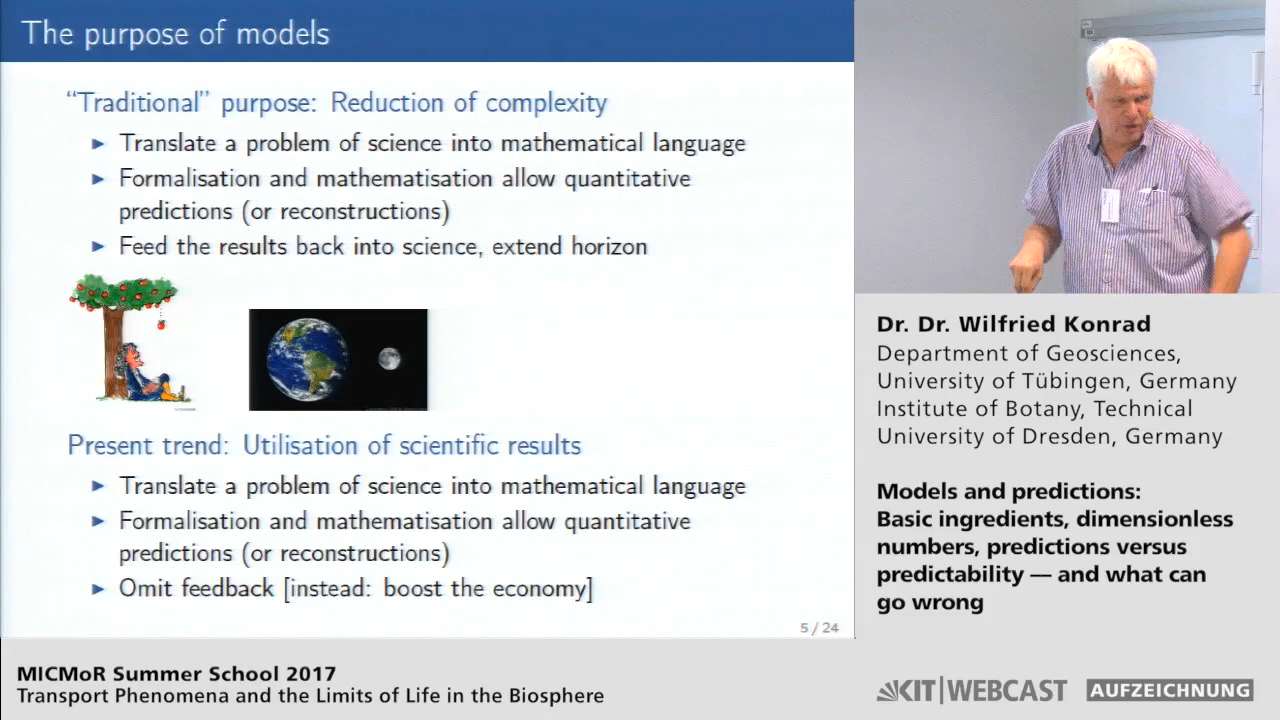 The purpose of models
“Traditional” purpose: Reduction of complexity
► Translate a problem of science into mathematical language
► Formalisation and mathematisation allow quantitative
predictions (or reconstructions)
► Feed the results back into science, extend horizon
Present trend: Utilisation of scientific results
► Translate a problem of science into mathematical language
► Formalisation and mathematisation allow quantitative
predictions (or reconstructions)
► Omit feedback [instead: boost the economy]
5 / 24
Dr. Dr. Wilfried Konrad
Department of Geosciences,
University of Tübingen, Germany
Institute of Botany, Technical
University of Dresden, Germany
Models and predictions:
Basic ingredients, dimensionless
numbers, predictions versus
predictability — and what can
go wrong
MICMoR Summer School 2017
Transport Phenomena and the Limits of Life in the Biosphere
KIT|WEBCAST AUFZEICHNUNG